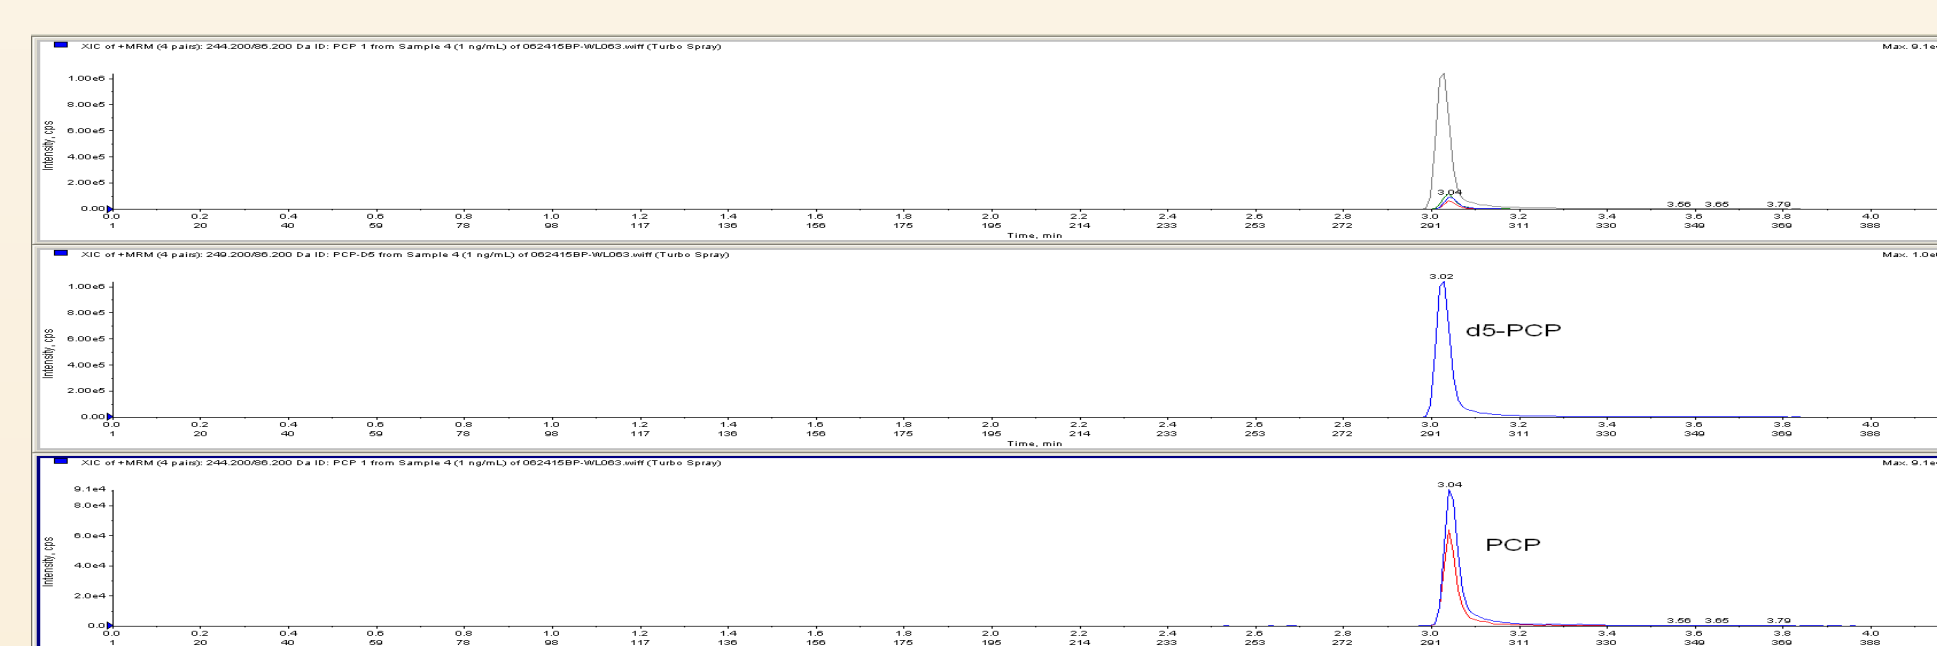 XIC of +MRM (4 pairs): 244.200/86.200 Da ID: PCP 1 from Sample 4 (1 ng/mL) of 062415BP-WL063.wiff (Turbo Spray)
Max. 9.1e
1.00e6
8.00e5
6.00e5
4.00e5
2.00e5
0.00
Intensity, cps
3.04
3.56 3.65 3.79
0.0 0.2 0.4 0.6 0.8 1.0 1.2 1.4 1.6 1.8 2.0 2.2 2.4 2.6 2.8 3.0 3.2 3.4 3.6 3.8 4.0
1 20 40 59 78 98 117 136 156 175 195 214 233 253 272 291 311 330 349 369 388
Time, min
XIC of +MRM (4 pairs): 249.200/86.200 Da ID: PCP-D5 from Sample 4 (1 ng/mL) of 062415BP-WL063.wiff (Turbo Spray)
Max. 1.0e
3.02
1.00e6
8.00e5
6.00e5
4.00e5
2.00e5
0.00
Intensity, cps
d5-PCP
0.0 0.2 0.4 0.6 0.8 1.0 1.2 1.4 1.6 1.8 2.0 2.2 2.4 2.6 2.8 3.0 3.2 3.4 3.6 3.8 4.0
1 20 40 59 78 98 117 136 156 175 195 214 233 253 272 291 311 330 349 369 388
Time, min
XIC of +MRM (4 pairs): 244.200/86.200 Da ID: PCP 1 from Sample 4 (1 ng/mL) of 062415BP-WL063.wiff (Turbo Spray)
Max. 9.1e
3.04
9.1e4
8.0e4
6.0e4
4.0e4
2.0e4
0.0
Intensity, cps
PCP
3.56 3.65 3.79
0.0 0.2 0.4 0.6 0.8 1.0 1.2 1.4 1.6 1.8 2.0 2.2 2.4 2.6 2.8 3.0 3.2 3.4 3.6 3.8 4.0
1 20 40 59 78 98 117 136 156 175 195 214 233 253 272 291 311 330 349 369 388